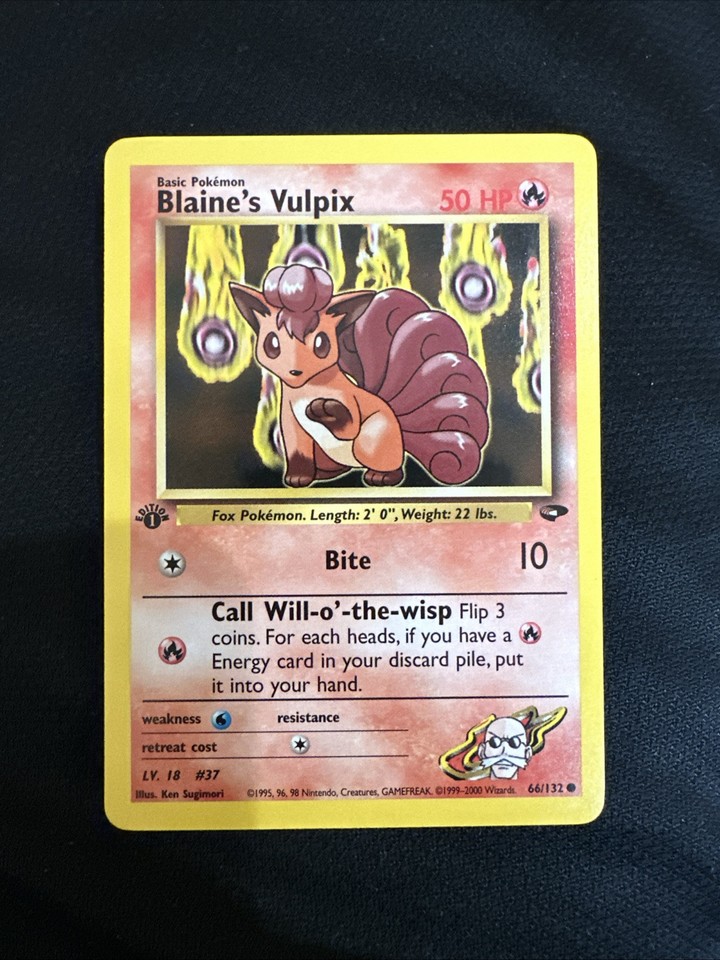 Basic Pokémon
Blaine's Vulpix 50 HP
EDITION 1
Fox Pokémon. Length: 2' 0", Weight: 22 lbs.
Bite 10
Call Will-o'-the-wisp Flip 3
coins. For each heads, if you have a
Energy card in your discard pile, put
it into your hand.
weakness resistance
retreat cost
LV. 18 #37
Illus. Ken Sugimori ©1995, 96, 98 Nintendo, Creatures, GAMEFREAK. ©1999–2000 Wizards. 66/132